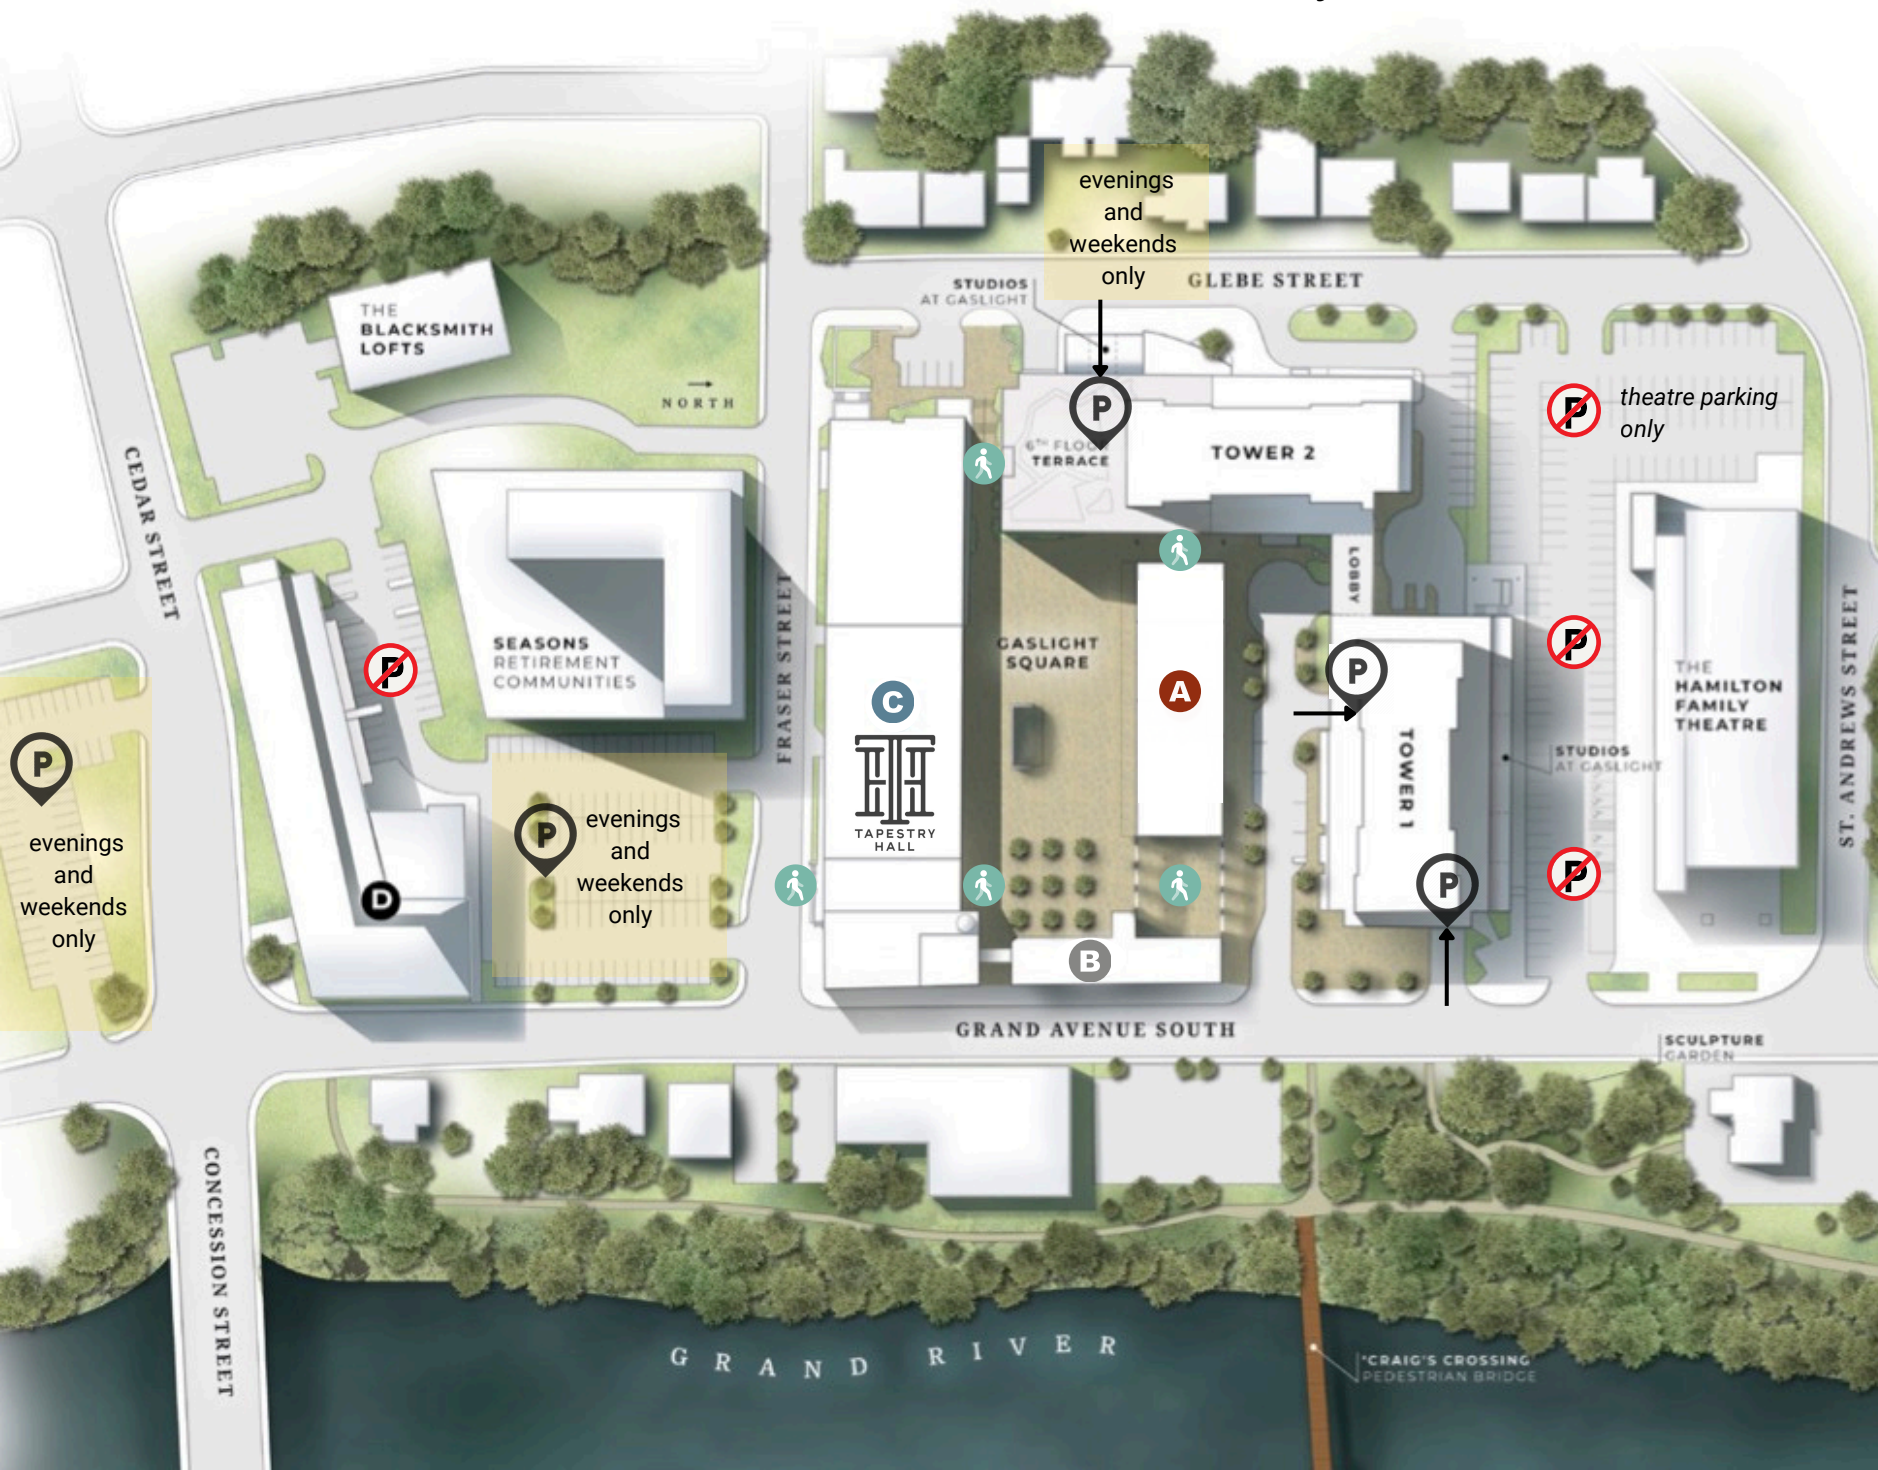 evenings
and
weekends
only
GLEBE STREET
STUDIOS
AT GASLIGHT
THE
BLACKSMITH
LOFTS
NORTH
P
6TH FLOOR
TERRACE
TOWER 2
P
theatre parking
only
CEDAR STREET
LOBBY
SEASONS
RETIREMENT
COMMUNITIES
FRASER STREET
GASLIGHT
SQUARE
P
C
TAPESTRY
HALL
A
P
P
TOWER 1
STUDIOS
AT GASLIGHT
THE
HAMILTON
FAMILY
THEATRE
ST. ANDREWS STREET
P
evenings
and
weekends
only
P
evenings
and
weekends
only
D
P
P
B
GRAND AVENUE SOUTH
SCULPTURE
GARDEN
CONCESSION STREET
GRAND RIVER
"CRAIG'S CROSSING"
PEDESTRIAN BRIDGE